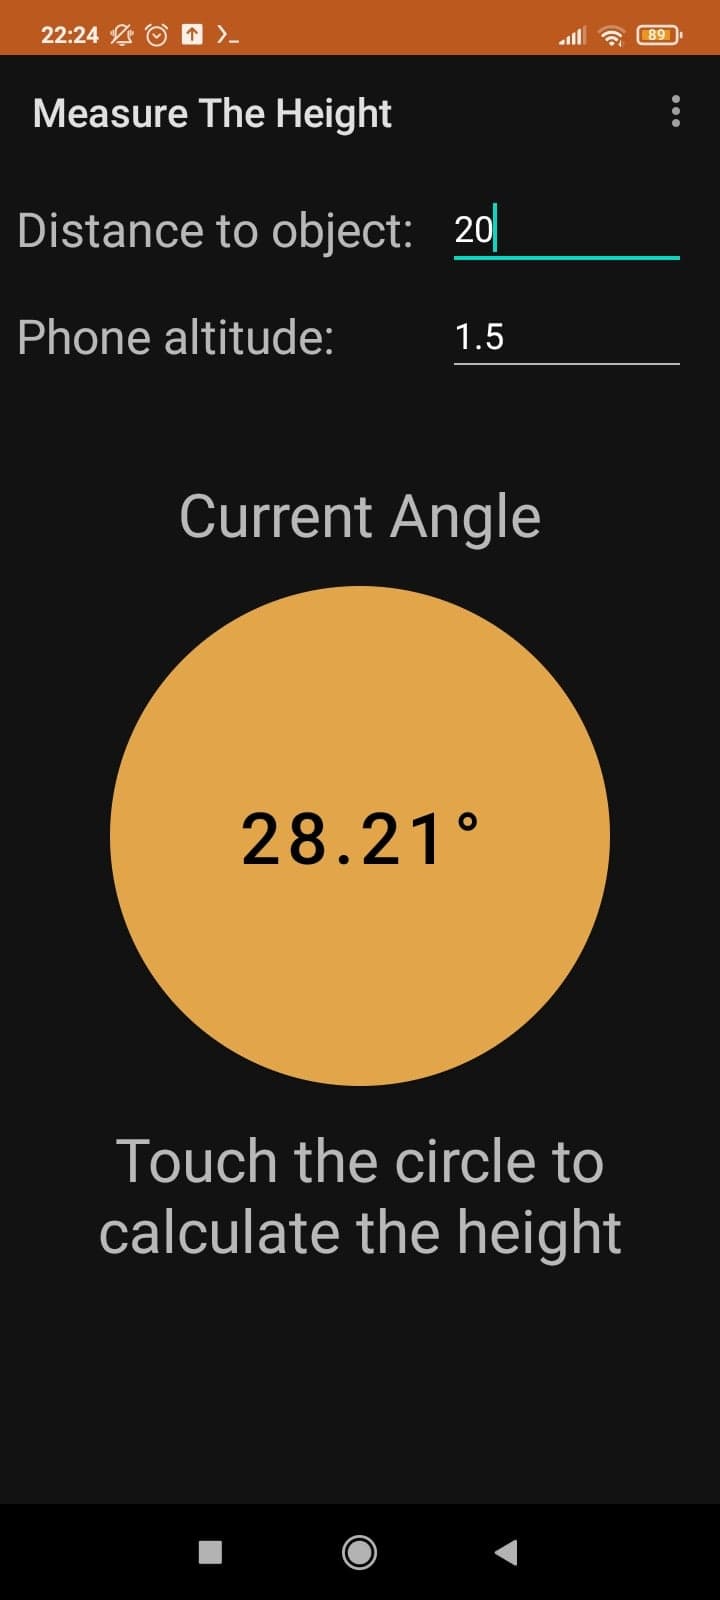 22:24 89
Measure The Height
Distance to object: 20
Phone altitude: 1.5
Current Angle
28.21°
Touch the circle to
calculate the height